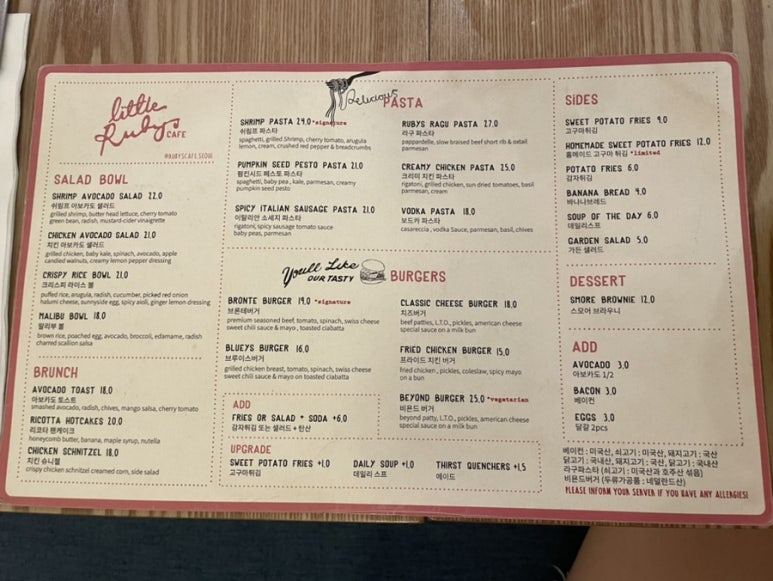 little
Rubys
CAFE
#RUBYSCAFE.SEOUL
SALAD BOWL
SHRIMP AVOCADO SALAD 22.0
쉬림프 아보카도 샐러드
grilled shrimp, butter head lettuce, cherry tomato
green bean, radish, mustard-cider vinaigrette
CHICKEN AVOCADO SALAD 21.0
치킨 아보카도 샐러드
grilled chicken, baby kale, spinach, avocado, apple
candied walnuts, creamy lemon pepper dressing
CRISPY RICE BOWL 21.0
크리스피 라이스 볼
puffed rice, arugula, radish, cucumber, picked red onion
halumi cheese, sunnyside egg, spicy aioli, ginger lemon dressing
MALIBU BOWL 18.0
말리부 볼
brown rice, poached egg, avocado, broccoli, edamame, radish
charred scallion salsa
BRUNCH
AVOCADO TOAST 18.0
아보카도 토스트
smashed avocado, radish, chives, mango salsa, cherry tomato
RICOTTA HOTCAKES 20.0
리코타 팬케이크
honeycomb butter, banana, maple syrup, nutella
CHICKEN SCHNITZEL 18.0
치킨 슈니첼
crispy chicken schnitzel creamed corn, side salad
Delicious
PASTA
SHRIMP PASTA 24.0 *signature
쉬림프 파스타
spaghetti, grilled Shrimp, cherry tomato, arugula
lemon, cream, crushed red pepper & breadcrumbs
PUMPKIN SEED PESTO PASTA 21.0
펌킨시드 페스토 파스타
spaghetti, baby pea, kale, parmesan, creamy
pumpkin seed pesto
SPICY ITALIAN SAUSAGE PASTA 21.0
이탈리안 소세지 파스타
rigatoni, spicy sausage tomato sauce
baby peas, parmesan
RUBYS RAGU PASTA 27.0
라구 파스타
pappardelle, slow braised beef short rib & oxtail
parmesan
CREAMY CHICKEN PASTA 25.0
크리미 치킨 파스타
rigatoni, grilled chicken, sun dried tomatoes, basil
parmesan, cream
VODKA PASTA 18.0
보드카 파스타
casareccia, vodka Sauce, parmesan, basil, chives
You'll Like
OUR TASTY
BURGERS
BRONTE BURGER 19.0 *signature
브론테버거
premium seasoned beef, tomato, spinach, swiss cheese
sweet chili sauce & mayo, toasted ciabatta
BLUEYS BURGER 16.0
블루이스버거
grilled chicken breast, tomato, spinach, swiss cheese
sweet chili sauce & mayo on toasted ciabatta
CLASSIC CHEESE BURGER 18.0
치즈버거
beef patties, L.T.O, pickles, american cheese
special sauce on a milk bun
FRIED CHICKEN BURGER 15.0
프라이드 치킨 버거
fried chicken, pickles, coleslaw, spicy mayo
on a bun
BEYOND BURGER 25.0 *vegetarian
비욘드 버거
beyond patty, L.T.O, pickles, american cheese
special sauce on a milk bun
ADD
FRIES OR SALAD + SODA +6.0
감자튀김 또는 샐러드 + 탄산
UPGRADE
SWEET POTATO FRIES +1.0
고구마튀김
DAILY SOUP +1.0
데일리 스프
THIRST QUENCHERS +1.5
에이드
SIDES
SWEET POTATO FRIES 9.0
고구마튀김
HOMEMADE SWEET POTATO FRIES 12.0
홈메이드 고구마 튀김 *limited
POTATO FRIES 6.0
감자튀김
BANANA BREAD 4.0
바나나브레드
SOUP OF THE DAY 6.0
데일리스프
GARDEN SALAD 5.0
가든 샐러드
DESSERT
SMORE BROWNIE 12.0
스모어 브라우니
ADD
AVOCADO 3.0
아보카도 1/2
BACON 3.0
베이컨
EGGS 3.0
달걀 2pcs
베이컨 : 미국산, 쇠고기 : 미국산, 돼지고기 : 국산
닭고기 : 국내산, 돼지고기 : 국산, 닭고기 : 국내산
라구파스타 (쇠고기 : 미국산과 호주산 섞음)
비욘드버거 (두류가공품 : 네덜란드산)
PLEASE INFORM YOUR SERVER IF YOU HAVE ANY ALLERGIES!